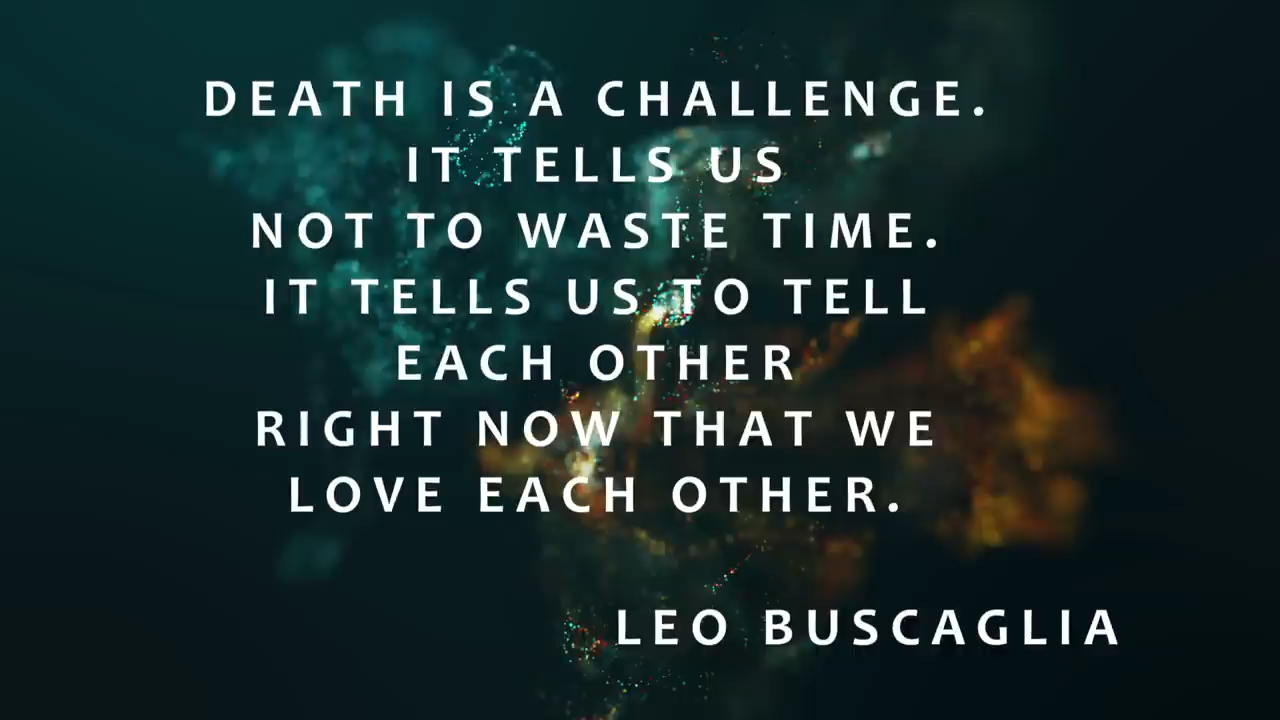 DEATH IS A CHALLENGE.
IT TELLS US
NOT TO WASTE TIME.
IT TELLS US TO TELL
EACH OTHER
RIGHT NOW THAT WE
LOVE EACH OTHER.
LEO BUSCAGLIA